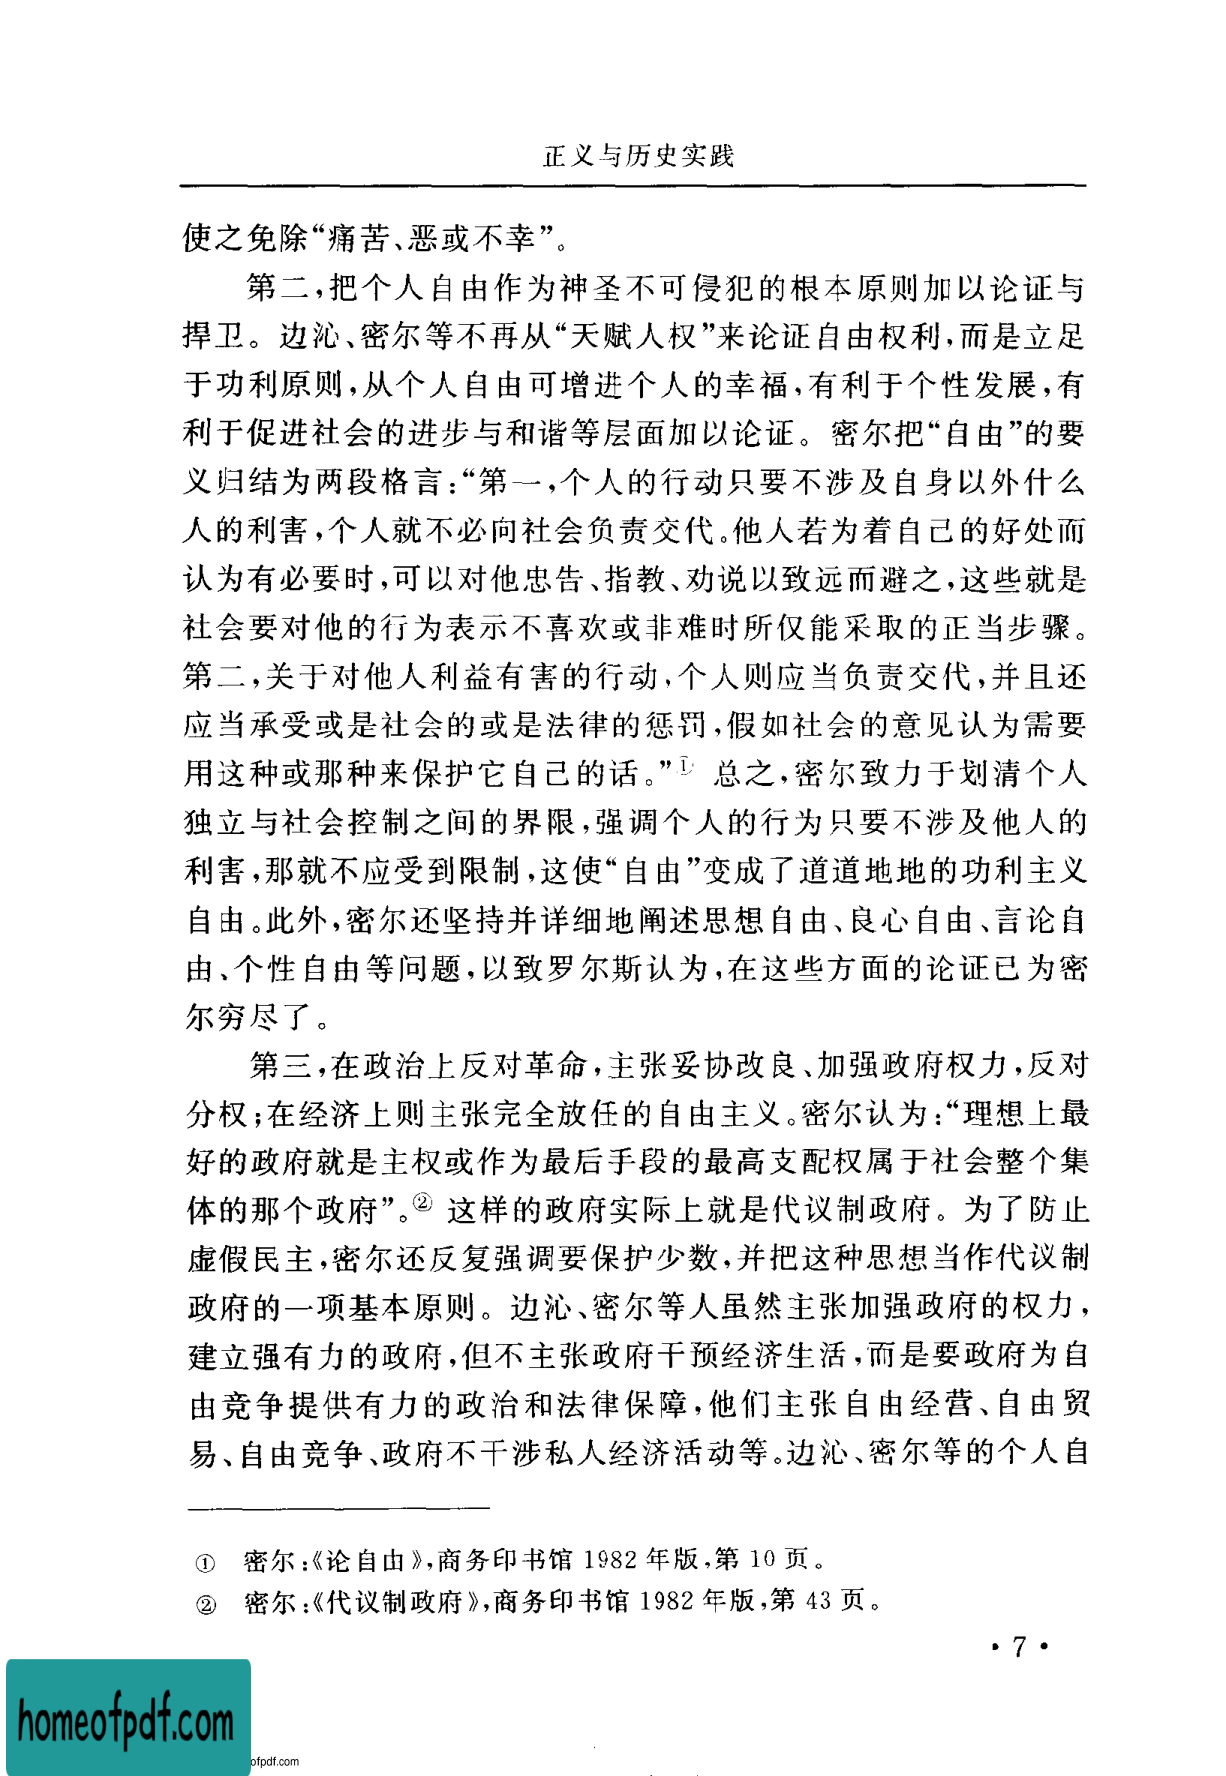 正义与历史实践
使之免除“痛苦、恶或不幸”。
第二,把个人自由作为神圣不可侵犯的根本原则加以论证与
捍卫。边沁、密尔等不再从“天赋人权”来论证自由权利,而是立足
于功利原则,从个人自由可增进个人的幸福,有利于个性发展,有
利于促进社会的进步与和谐等层面加以论证。密尔把“自由”的要
义归结为两段格言:“第一,个人的行动只要不涉及自身以外什么
人的利害,个人就不必向社会负责交代。他人若为着自己的好处而
认为有必要时,可以对他忠告、指教、劝说以致远而避之,这些就是
社会要对他的行为表示不喜欢或非难时所仅能采取的正当步骤。
第二,关于对他人利益有害的行动,个人则应当负责交代,并且还
应当承受或是社会的或是法律的惩罚,假如社会的意见认为需要
用这种或那种来保护它自己的话。”① 总之,密尔致力于划清个人
独立与社会控制之间的界限,强调个人的行为只要不涉及他人的
利害,那就不应受到限制,这使“自由”变成了道道地地的功利主义
自由。此外,密尔还坚持并详细地阐述思想自由、良心自由、言论自
由、个性自由等问题,以致罗尔斯认为,在这些方面的论证已为密
尔穷尽了。
第三,在政治上反对革命,主张妥协改良、加强政府权力,反对
分权;在经济上则主张完全放任的自由主义。密尔认为:“理想上最
好的政府就是主权或作为最后手段的最高支配权属于社会整个集
体的那个政府”。② 这样的政府实际上就是代议制政府。为了防止
虚假民主,密尔还反复强调要保护少数,并把这种思想当作代议制
政府的一项基本原则。边沁、密尔等人虽然主张加强政府的权力,
建立强有力的政府,但不主张政府干预经济生活,而是要政府为自
由竞争提供有力的政治和法律保障,他们主张自由经营、自由贸
易、自由竞争、政府不干涉私人经济活动等。边沁、密尔等的个人自
① 密尔:《论自由》,商务印书馆 1982 年版,第 10 页。
② 密尔:《代议制政府》,商务印书馆 1982 年版,第 43 页。
· 7 ·
homeofpdf.com
ofpdf.com